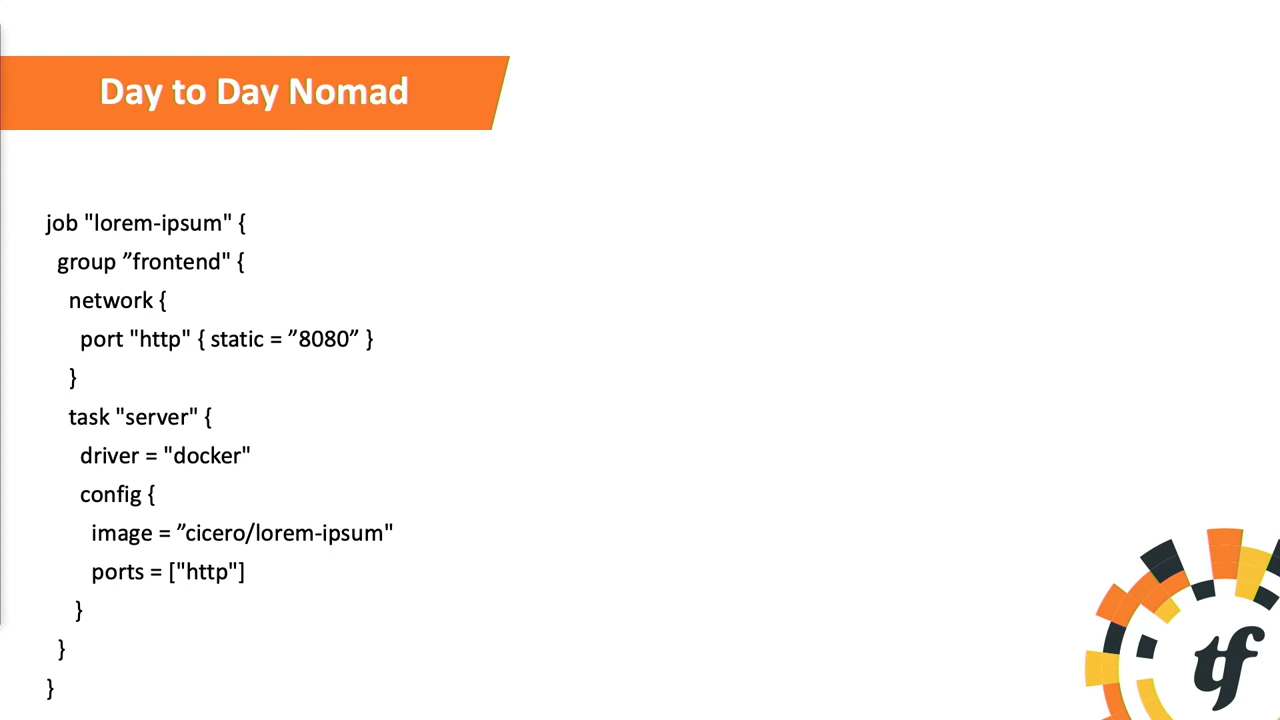 Day to Day Nomad
job "lorem-ipsum" {
group ”frontend" {
network {
port "http" { static = ”8080” }
}
task "server" {
driver = "docker"
config {
image = ”cicero/lorem-ipsum"
ports = ["http"]
}
}
}
tf